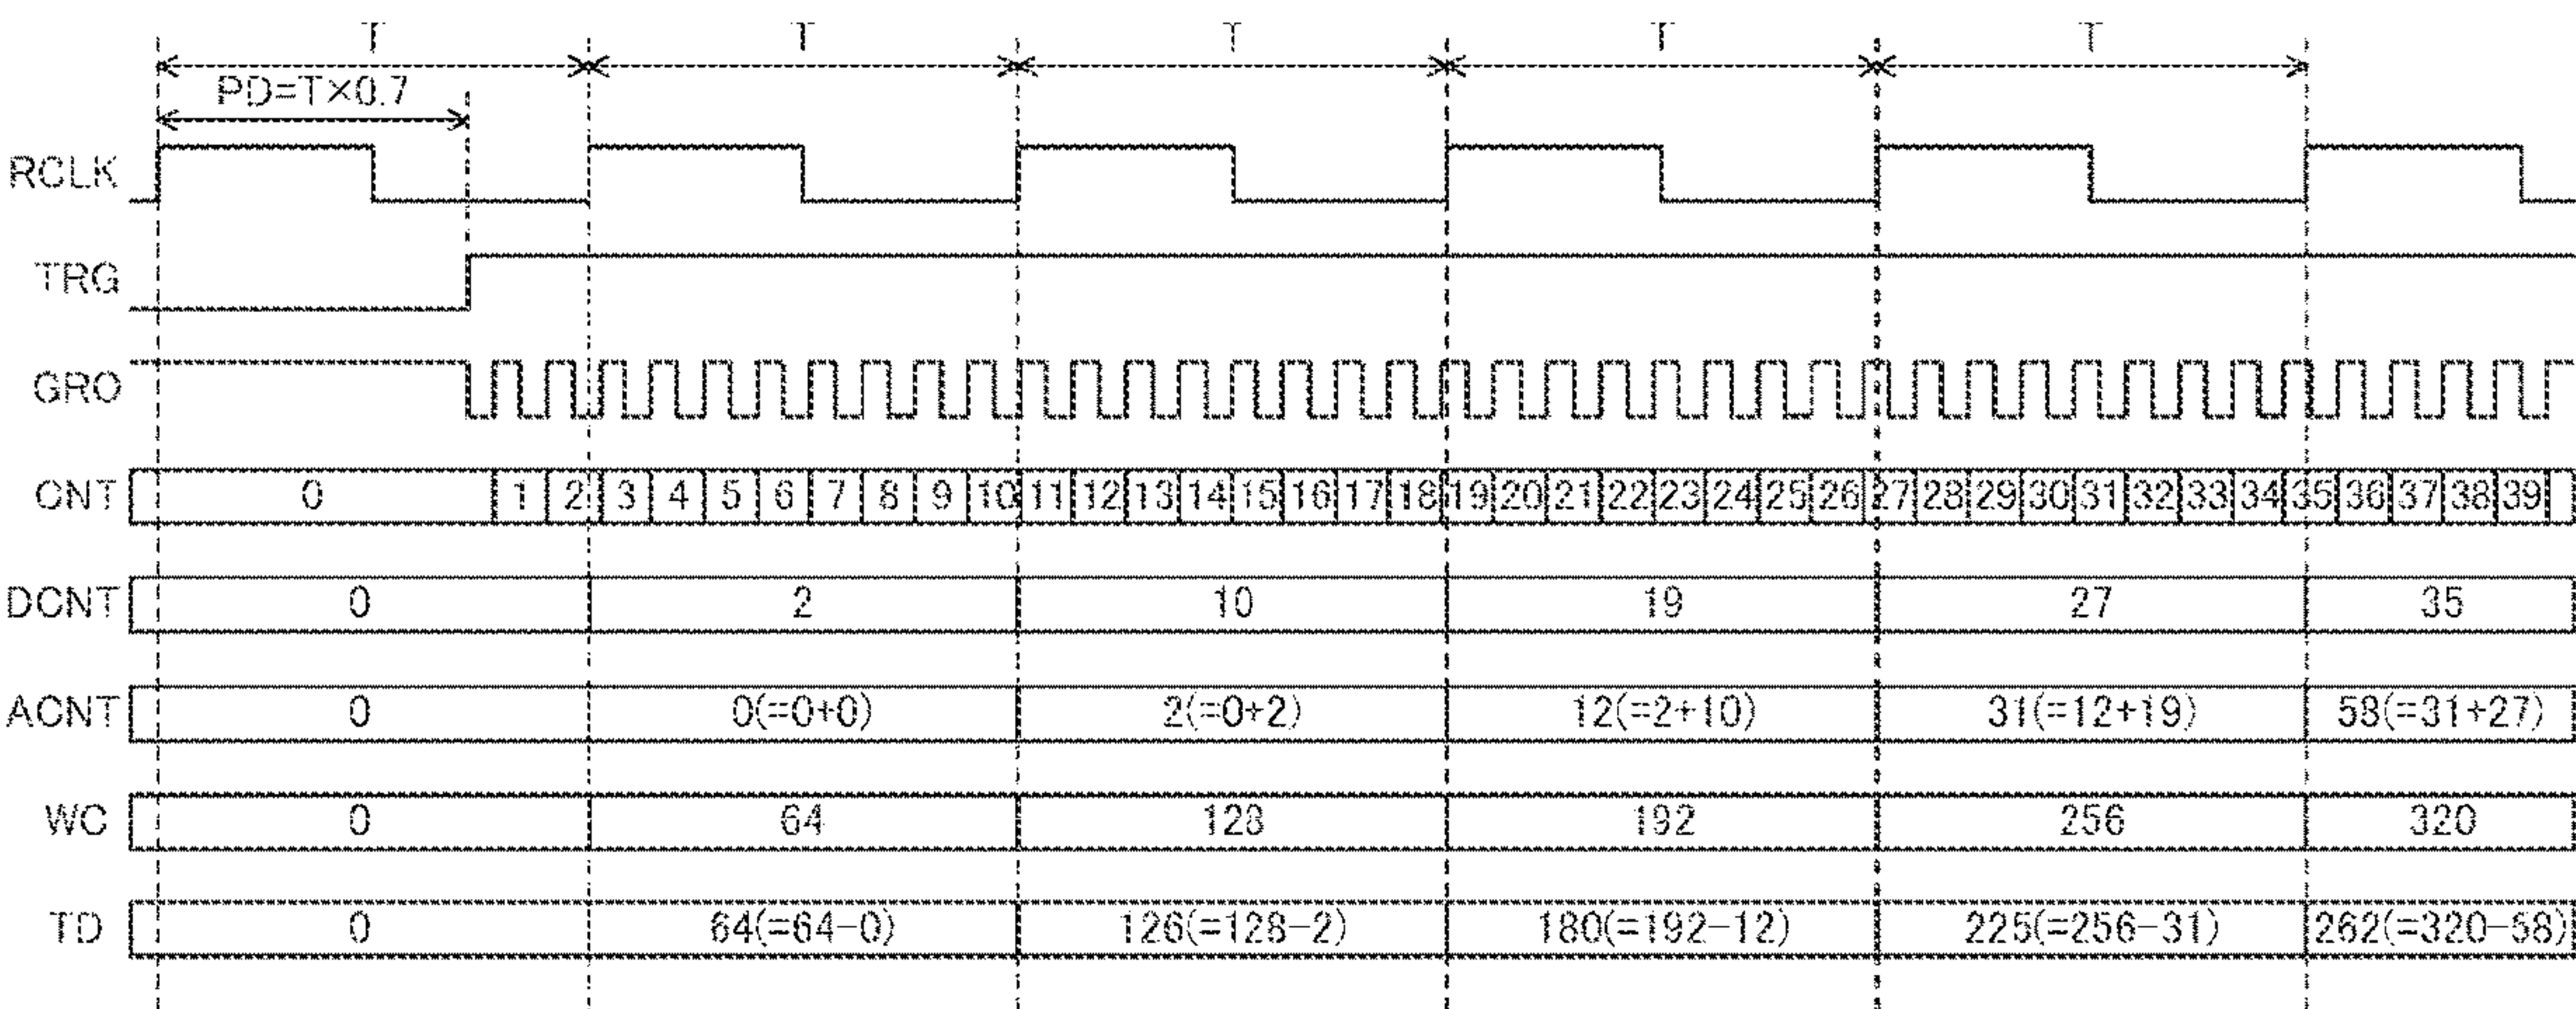 T T T T T
PD=T×0.7
RCLK
TRG
GRO
CNT 0 1 2 3 4 5 6 7 8 9 10 11 12 13 14 15 16 17 18 19 20 21 22 23 24 25 26 27 28 29 30 31 32 33 34 35 36 37 38 39
DCNT 0 2 10 19 27 35
ACNT 0 0(=0+0) 2(=0+2) 12(=2+10) 31(=12+19) 58(=31+27)
WC 0 64 128 192 256 320
TD 0 64(=64-0) 126(=128-2) 180(=192-12) 225(=256-31) 262(=320-58)